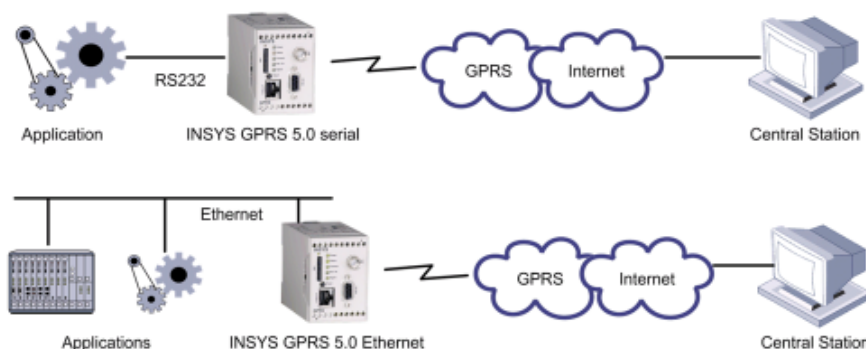 RS232
GPRS
Internet
Application
INSYS GPRS 5.0 serial
Central Station
Ethernet
GPRS
Internet
Applications
INSYS GPRS 5.0 Ethernet
Central Station